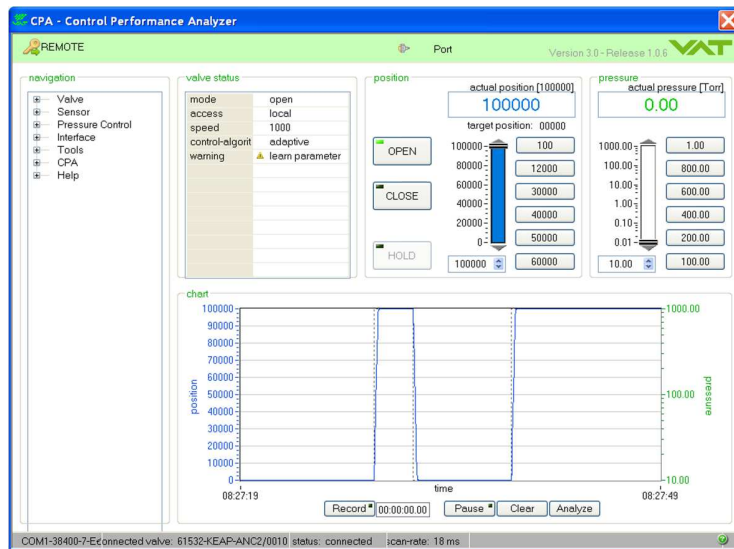 CPA - Control Performance Analyzer
REMOTE
Port
Version 3.0 - Release 1.0.6
VAT
navigation
Valve
Sensor
Pressure Control
Interface
Tools
CPA
Help
valve status
mode open
access local
speed 1000
control-algorit adaptive
warning learn parameter
position
actual position [100000]
100000
target position: 00000
OPEN
CLOSE
HOLD
100000
80000
60000
40000
20000
0
100000
100
12000
30000
40000
50000
60000
pressure
actual pressure [Torr]
0.00
1000.00
100.00
10.00
1.00
0.10
0.01
10.00
1.00
800.00
600.00
400.00
200.00
100.00
chart
position
100000
90000
80000
70000
60000
50000
40000
30000
20000
10000
0
1000.00
100.00
10.00
pressure
08:27:19
time
08:27:49
Record
00:00:00.00
Pause
Clear
Analyze
COM1-38400-7-E onnected valve: 61532-KEAP-ANC2/0010 status: connected scan-rate: 18 ms